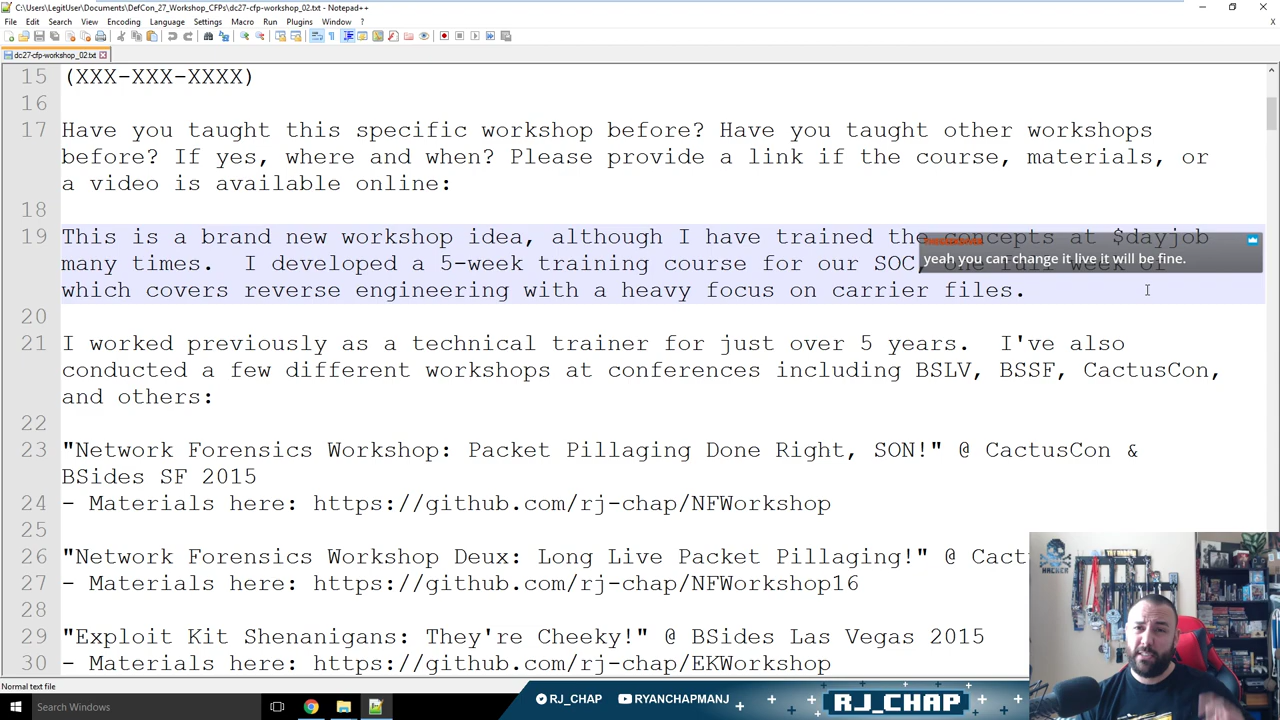 C:\Users\LegitUser\Documents\DefCon_27_Workshop_CFPs\dc27-cfp-workshop_02.txt - Notepad++
File Edit Search View Encoding Language Settings Macro Run Plugins Window ?
X
dc27-cfp-workshop_02.txt
15 (XXX-XXX-XXXX)
16
17 Have you taught this specific workshop before? Have you taught other workshops
before? If yes, where and when? Please provide a link if the course, materials, or
a video is available online:
18
19 This is a brand new workshop idea, although I have trained the concepts at $dayjob
many times. I developed a 5-week training course for our SOC, one full week of
yeah you can change it live it will be fine.
which covers reverse engineering with a heavy focus on carrier files.
20
21 I worked previously as a technical trainer for just over 5 years. I've also
conducted a few different workshops at conferences including BSLV, BSSF, CactusCon,
and others:
22
23 "Network Forensics Workshop: Packet Pillaging Done Right, SON!" @ CactusCon &
BSides SF 2015
24 - Materials here: https://github.com/rj-chap/NFWorkshop
25
26 "Network Forensics Workshop Deux: Long Live Packet Pillaging!" @ Cact
27 - Materials here: https://github.com/rj-chap/NFWorkshop16
28
29 "Exploit Kit Shenanigans: They're Cheeky!" @ BSides Las Vegas 2015
30 - Materials here: https://github.com/rj-chap/EKWorkshop
HACKER
Normal text file
Search Windows
RJ_CHAP RYANCHAPMANJ RJ_CHAP